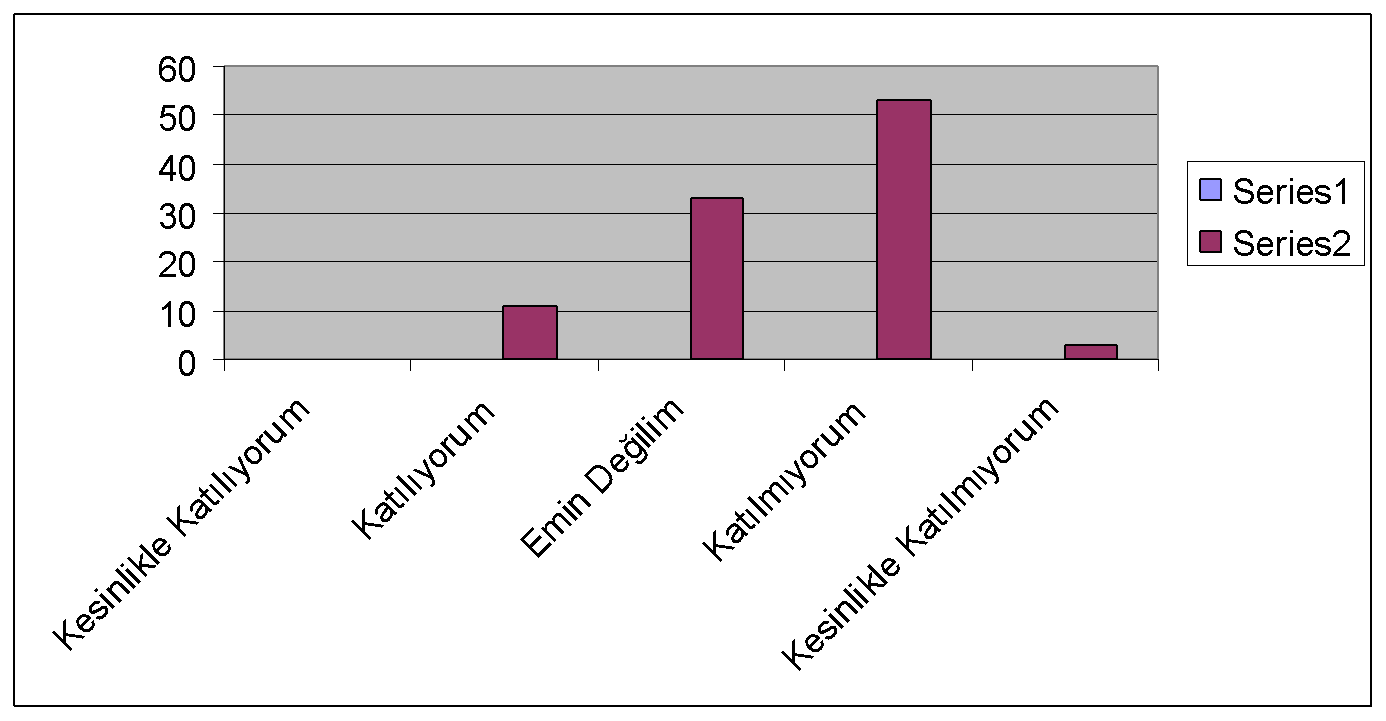 60
50
40
30
20
10
0
Kesinlikle Katılıyorum
Katılıyorum
Emin Değilim
Katılmıyorum
Kesinlikle Katılmıyorum
Series1
Series2